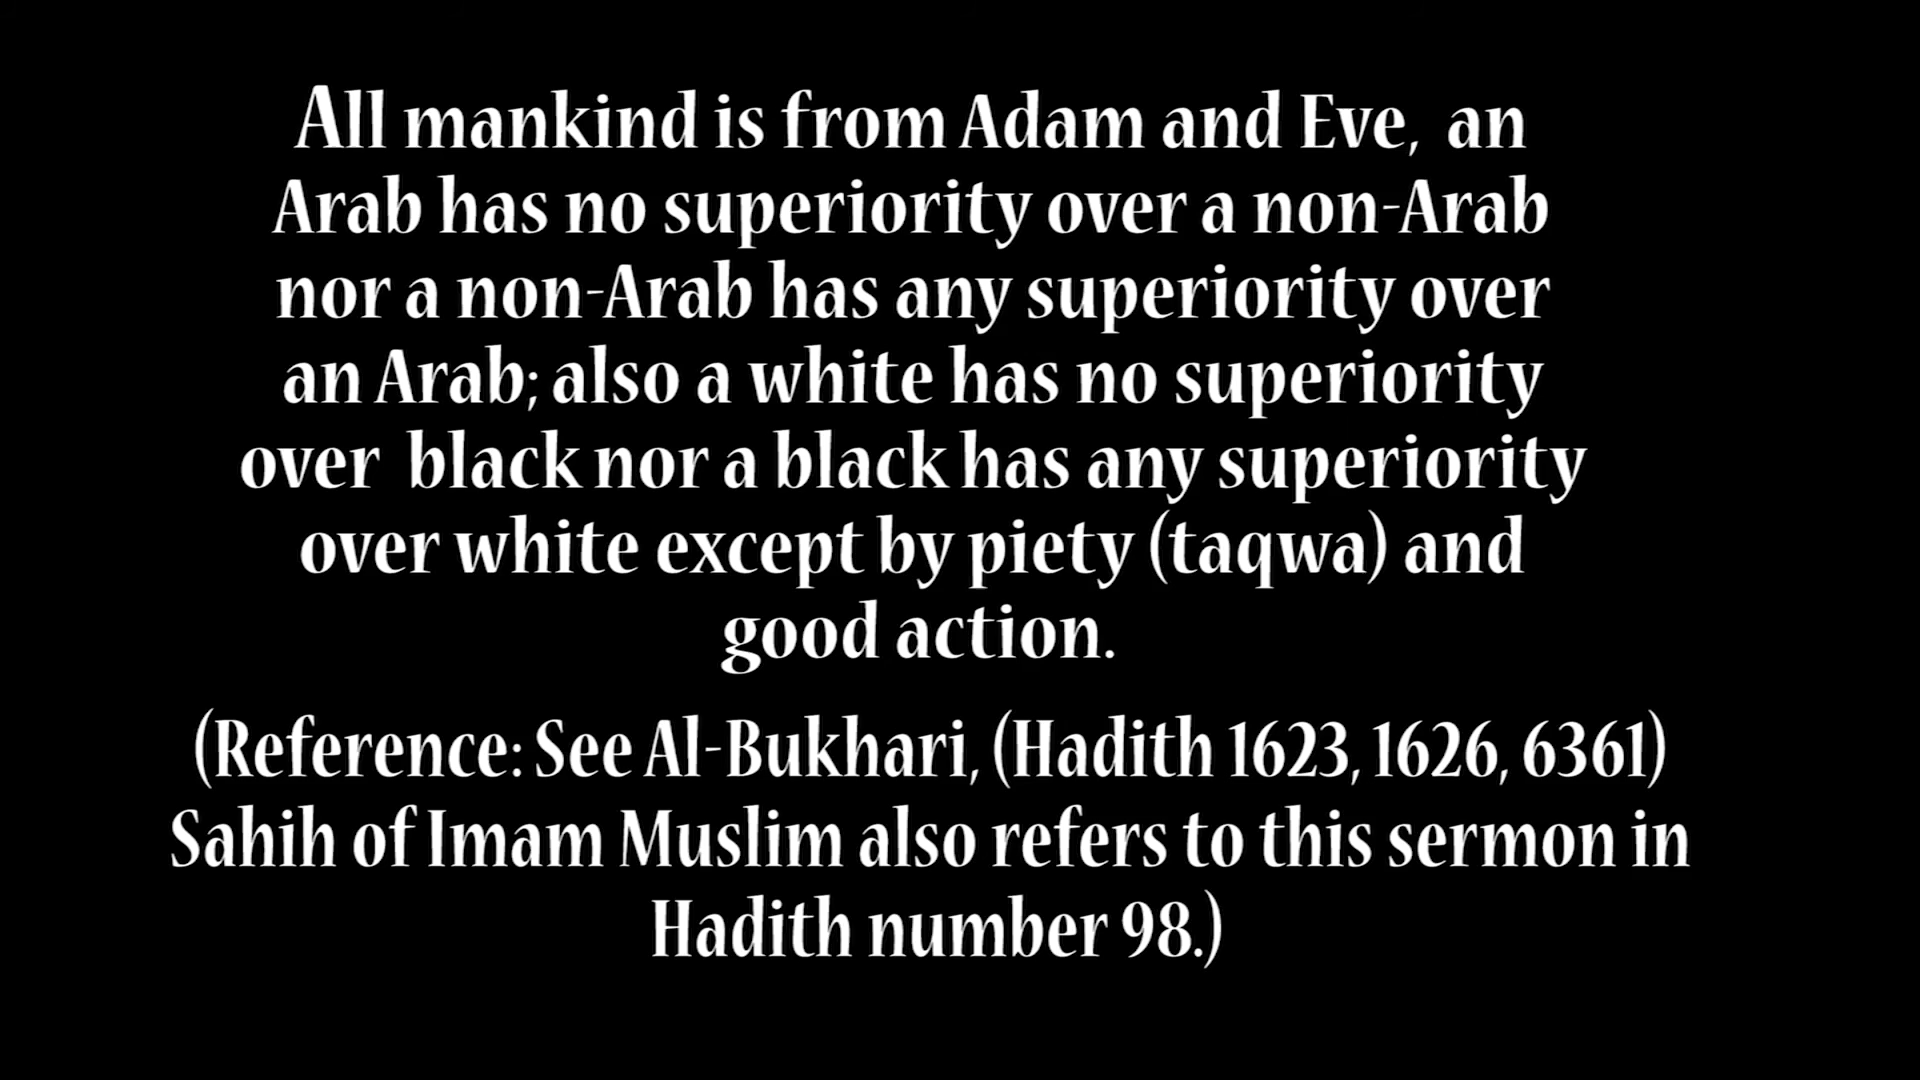 All mankind is from Adam and Eve, an
Arab has no superiority over a non-Arab
nor a non-Arab has any superiority over
an Arab; also a white has no superiority
over black nor a black has any superiority
over white except by piety (taqwa) and
good action.
(Reference: See Al-Bukhari, (Hadith 1623, 1626, 6361)
Sahih of Imam Muslim also refers to this sermon in
Hadith number 98.)